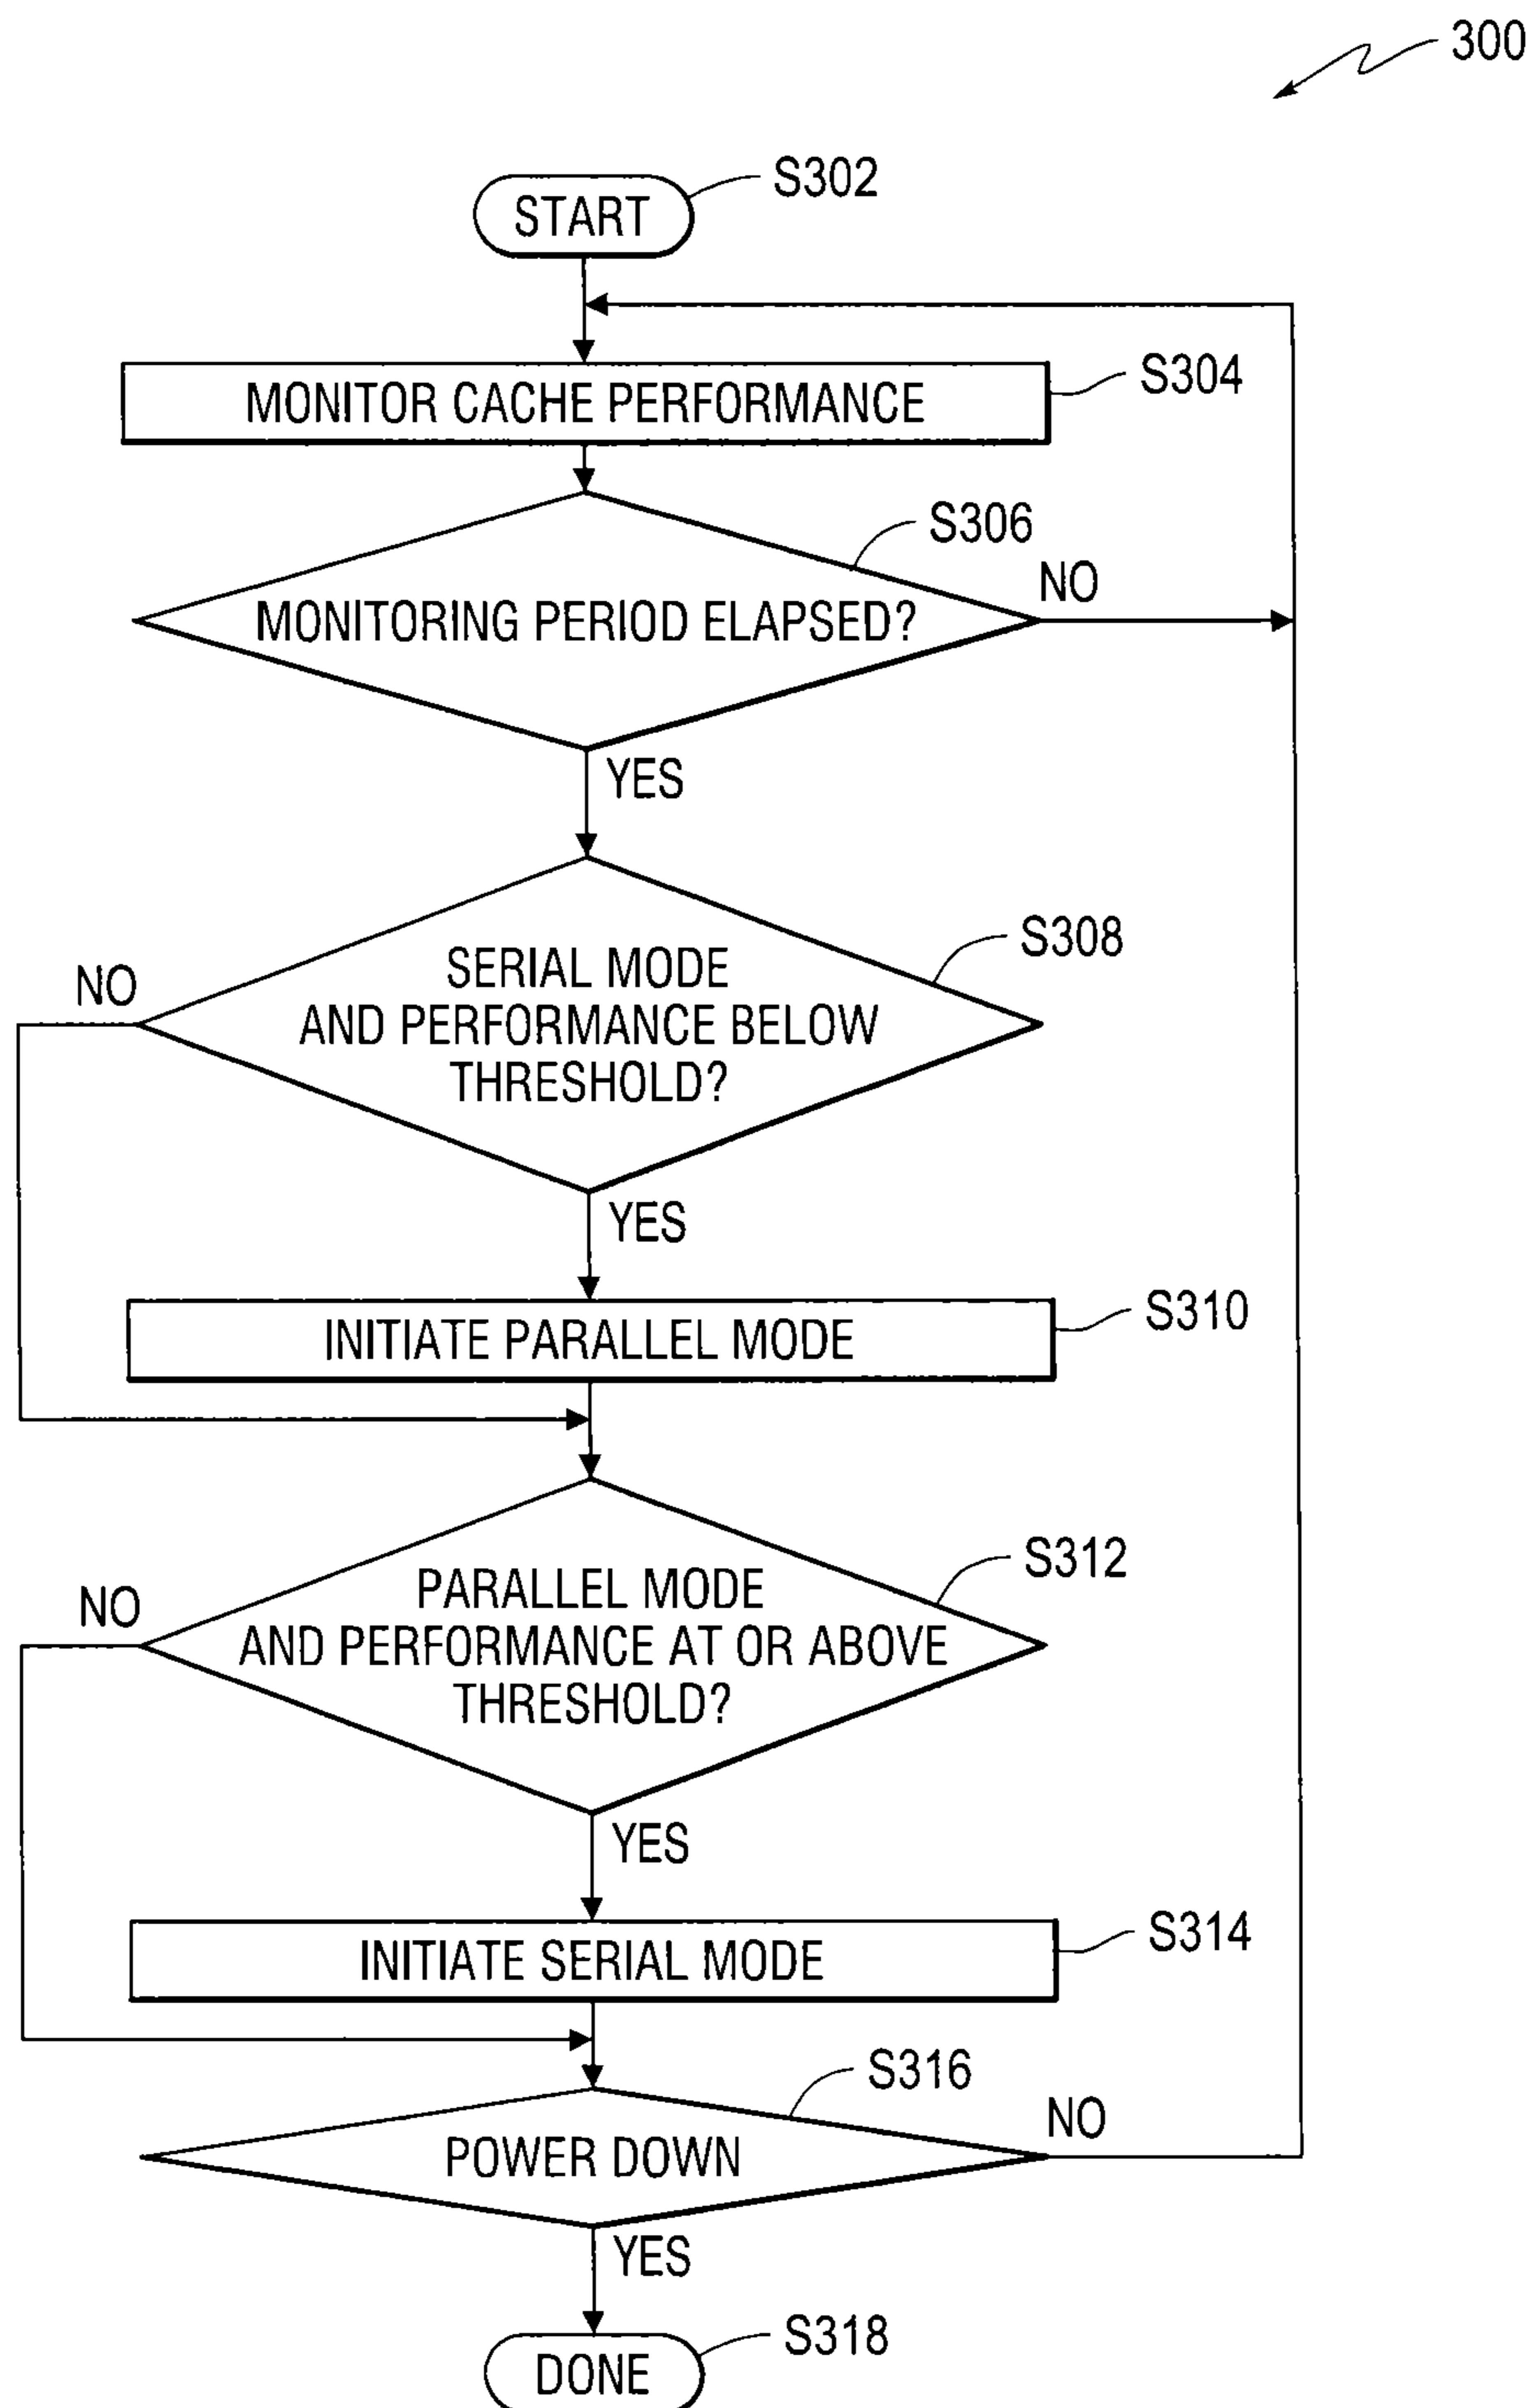 300
S302
START
S304
MONITOR CACHE PERFORMANCE
S306
NO
MONITORING PERIOD ELAPSED?
YES
S308
NO
SERIAL MODE
AND PERFORMANCE BELOW
THRESHOLD?
YES
S310
INITIATE PARALLEL MODE
S312
NO
PARALLEL MODE
AND PERFORMANCE AT OR ABOVE
THRESHOLD?
YES
S314
INITIATE SERIAL MODE
S316
NO
POWER DOWN
YES
S318
DONE